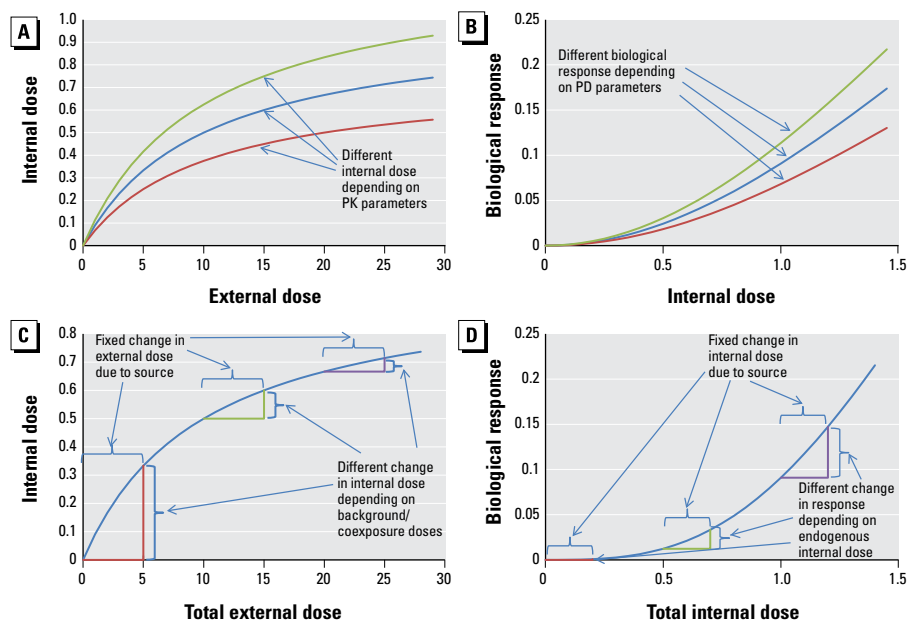 A
Internal dose
1.0
0.9
0.8
0.7
0.6
0.5
0.4
0.3
0.2
0.1
0
Different
internal dose
depending on
PK parameters
0 5 10 15 20 25 30
External dose
B
Biological response
0.25
0.2
0.15
0.1
0.05
0
Different biological
response depending
on PD parameters
0 0.5 1.0 1.5
Internal dose
C
Internal dose
0.8
0.7
0.6
0.5
0.4
0.3
0.2
0.1
0
Fixed change in
external dose
due to source
Different change
in internal dose
depending on
background/
coexposure doses
0 5 10 15 20 25 30
Total external dose
D
Biological response
0.25
0.2
0.15
0.1
0.05
0
Fixed change in
internal dose
due to source
Different change
in response
depending on
endogenous
internal dose
0 0.5 1.0 1.5
Total internal dose